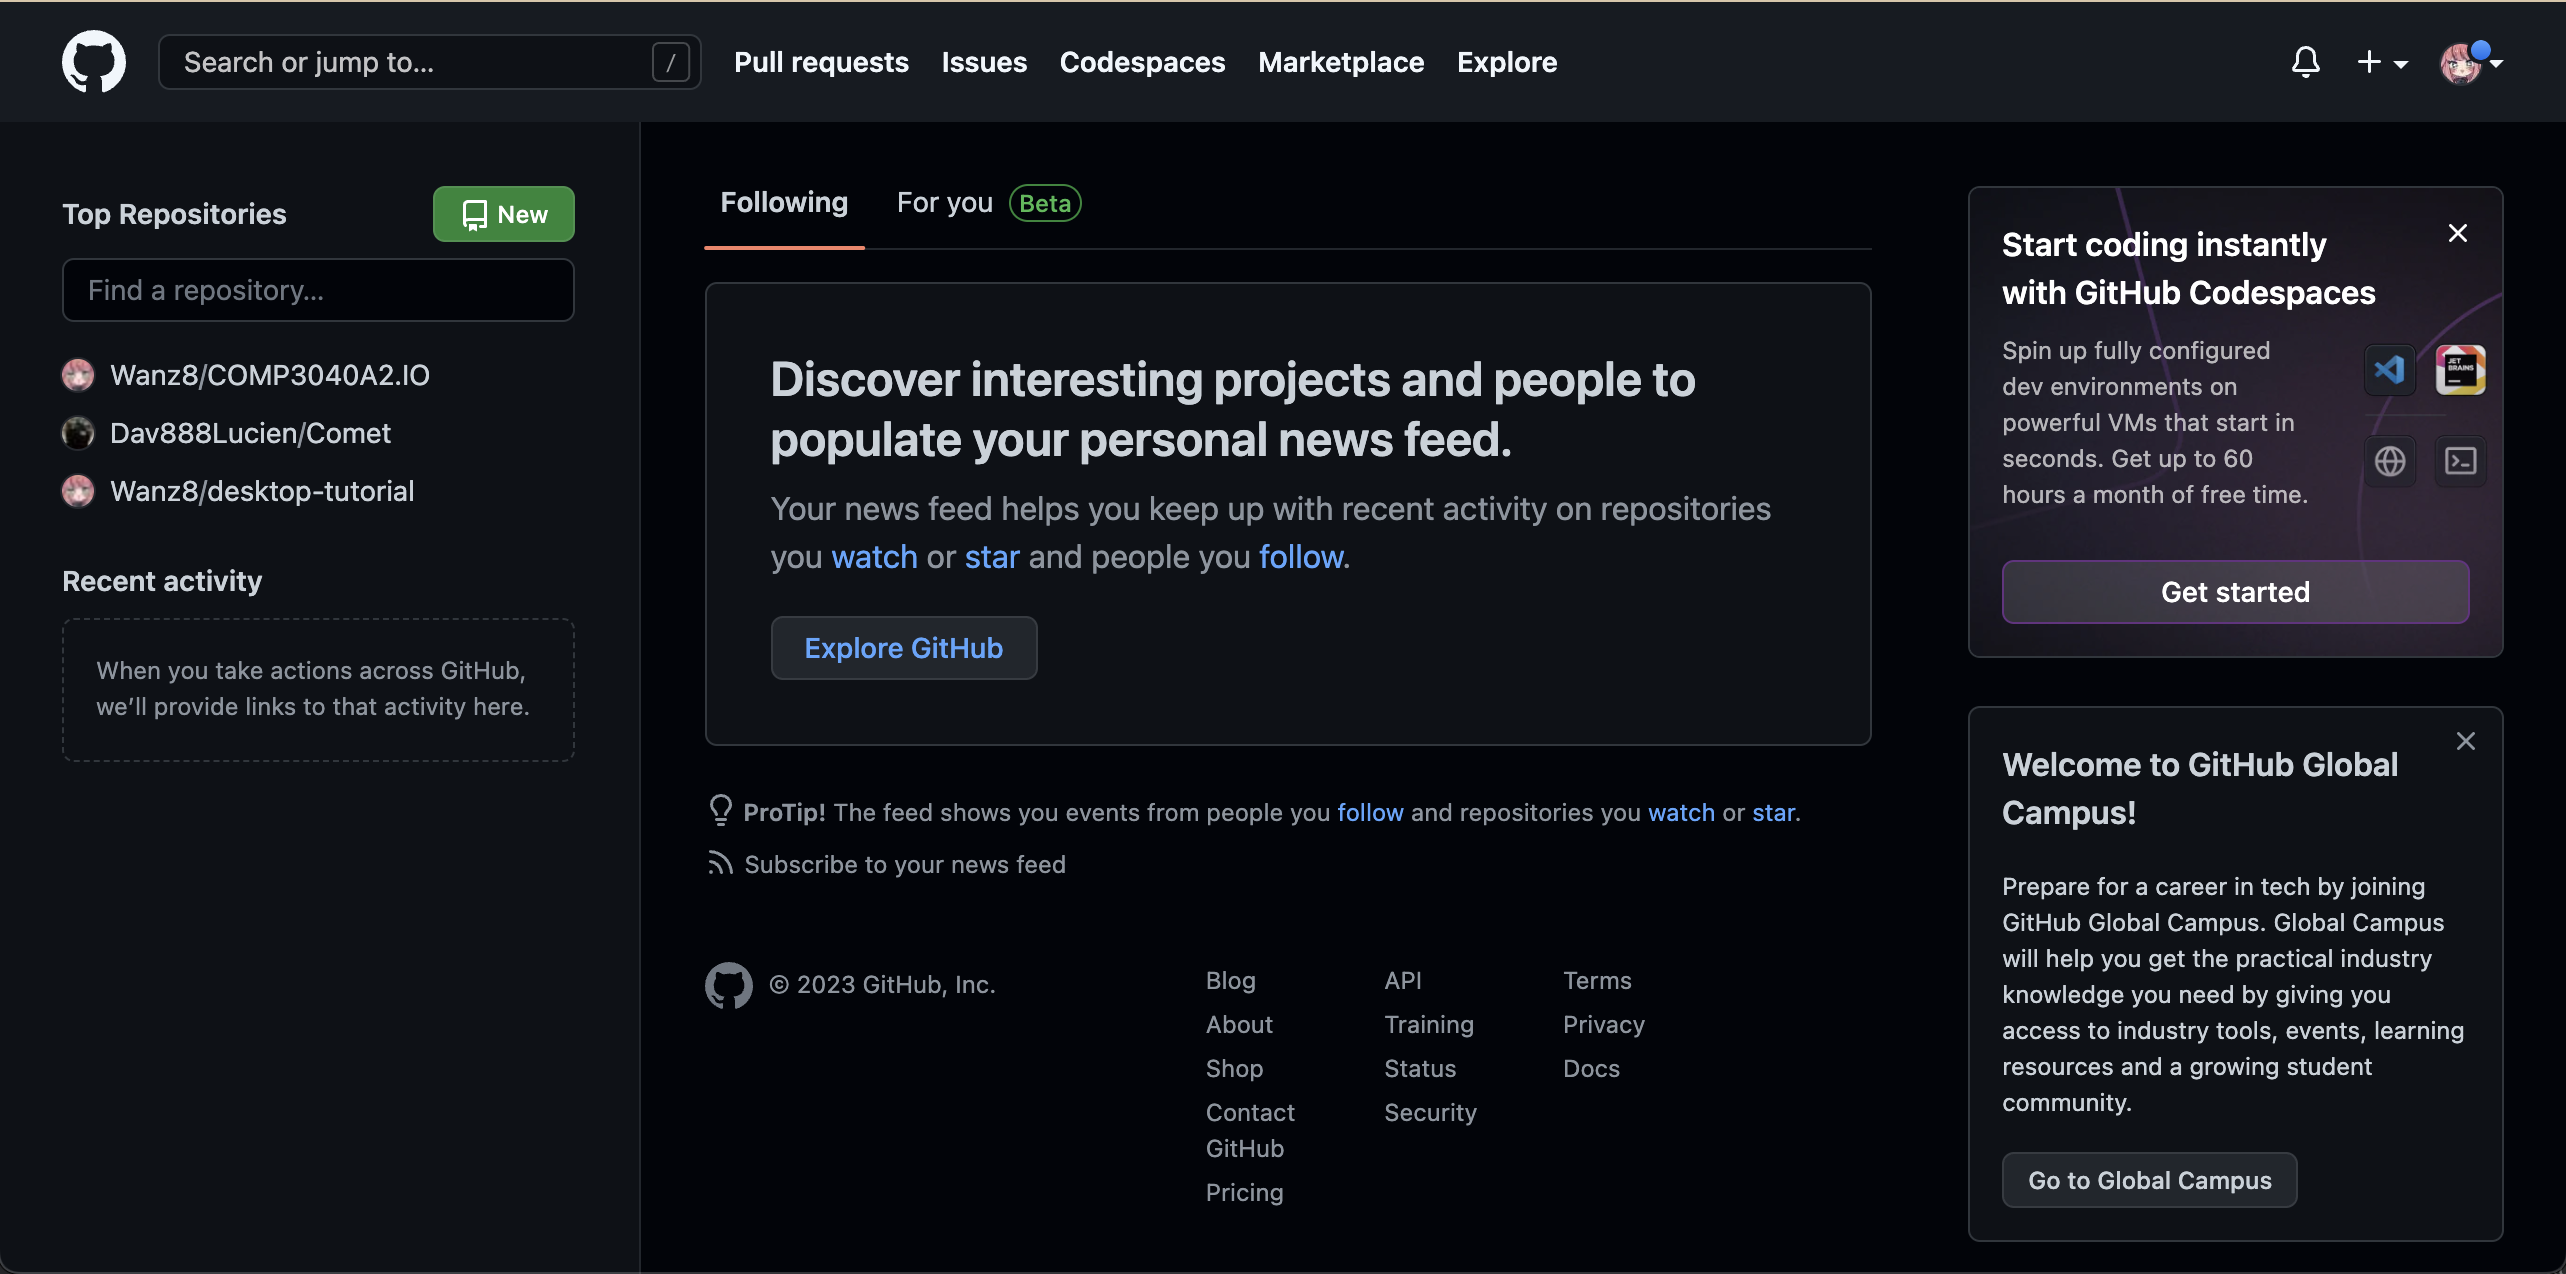 Search or jump to... /
Pull requests Issues Codespaces Marketplace Explore
Top Repositories
New
Find a repository...
Wanz8/COMP3040A2.IO
Dav888Lucien/Comet
Wanz8/desktop-tutorial
Recent activity
When you take actions across GitHub,
we’ll provide links to that activity here.
Following For you Beta
Discover interesting projects and people to
populate your personal news feed.
Your news feed helps you keep up with recent activity on repositories
you watch or star and people you follow.
Explore GitHub
ProTip! The feed shows you events from people you follow and repositories you watch or star.
Subscribe to your news feed
© 2023 GitHub, Inc.
Blog
About
Shop
Contact
GitHub
Pricing
API
Training
Status
Security
Terms
Privacy
Docs
Start coding instantly
with GitHub Codespaces
Spin up fully configured
dev environments on
powerful VMs that start in
seconds. Get up to 60
hours a month of free time.
JET
BRAINS
Get started
Welcome to GitHub Global
Campus!
Prepare for a career in tech by joining
GitHub Global Campus. Global Campus
will help you get the practical industry
knowledge you need by giving you
access to industry tools, events, learning
resources and a growing student
community.
Go to Global Campus